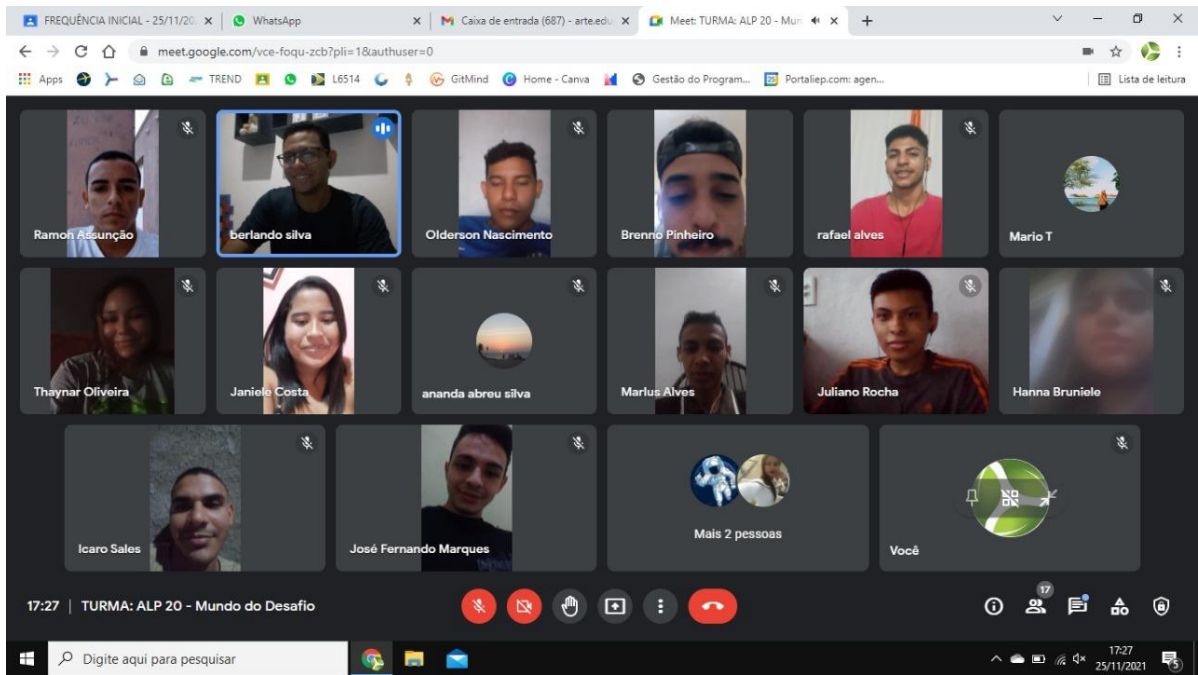 FREQUÊNCIA INICIAL - 25/11/20
WhatsApp
Caixa de entrada (687) - arte.edu
Meet: TURMA: ALP 20 - Mun
meet.google.com/vce-foqu-zcb?pli=1&authuser=0
Apps
TREND
L6514
GitMind
Home - Canva
Gestão do Program...
Portaliep.com: agen...
Lista de leitura
Ramon Assunção
berlando silva
Olderson Nascimento
Brenno Pinheiro
rafael alves
Mario T
Thaynar Oliveira
Janiele Costa
ananda abreu silva
Marlus Alves
Juliano Rocha
Hanna Bruniele
Icaro Sales
José Fernando Marques
Mais 2 pessoas
Você
17:27 | TURMA: ALP 20 - Mundo do Desafio
17
Digite aqui para pesquisar
17:27
25/11/2021
5